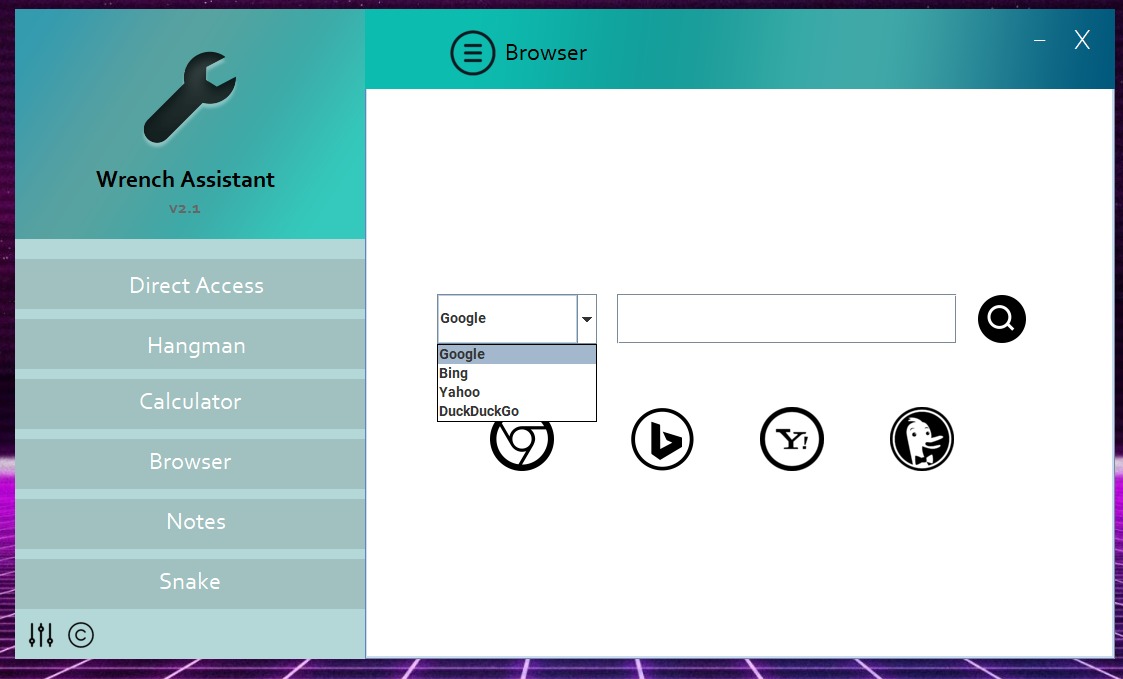 Wrench Assistant
v2.1
Direct Access
Hangman
Calculator
Browser
Notes
Snake
©
Browser
– X
Google
Google
Bing
Yahoo
DuckDuckGo
Y!